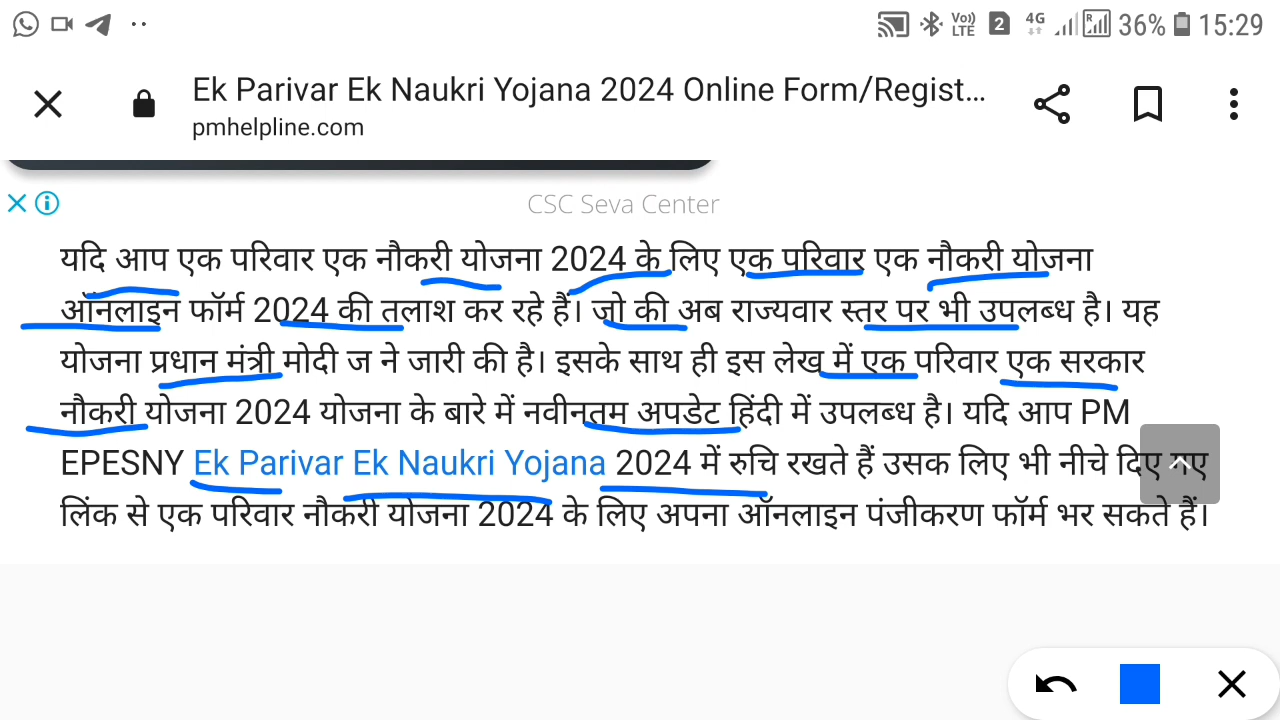 2 4G 36% 15:29
Ek Parivar Ek Naukri Yojana 2024 Online Form/Regist...
pmhelpline.com
CSC Seva Center
यदि आप एक परिवार एक नौकरी योजना 2024 के लिए एक परिवार एक नौकरी योजना
ऑनलाइन फॉर्म 2024 की तलाश कर रहे हैं। जो की अब राज्यवार स्तर पर भी उपलब्ध है। यह
योजना प्रधान मंत्री मोदी ज ने जारी की है। इसके साथ ही इस लेख में एक परिवार एक सरकार
नौकरी योजना 2024 योजना के बारे में नवीनतम अपडेट हिंदी में उपलब्ध है। यदि आप PM
EPESNY Ek Parivar Ek Naukri Yojana 2024 में रुचि रखते हैं उसक लिए भी नीचे दिए गए
लिंक से एक परिवार नौकरी योजना 2024 के लिए अपना ऑनलाइन पंजीकरण फॉर्म भर सकते हैं।